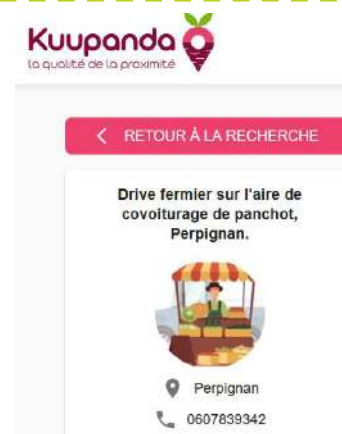 Kuupanda
la qualité de la proximité
RETOUR À LA RECHERCHE
Drive fermier sur l'aire de
covoiturage de panchot,
Perpignan.
Perpignan
0607839342